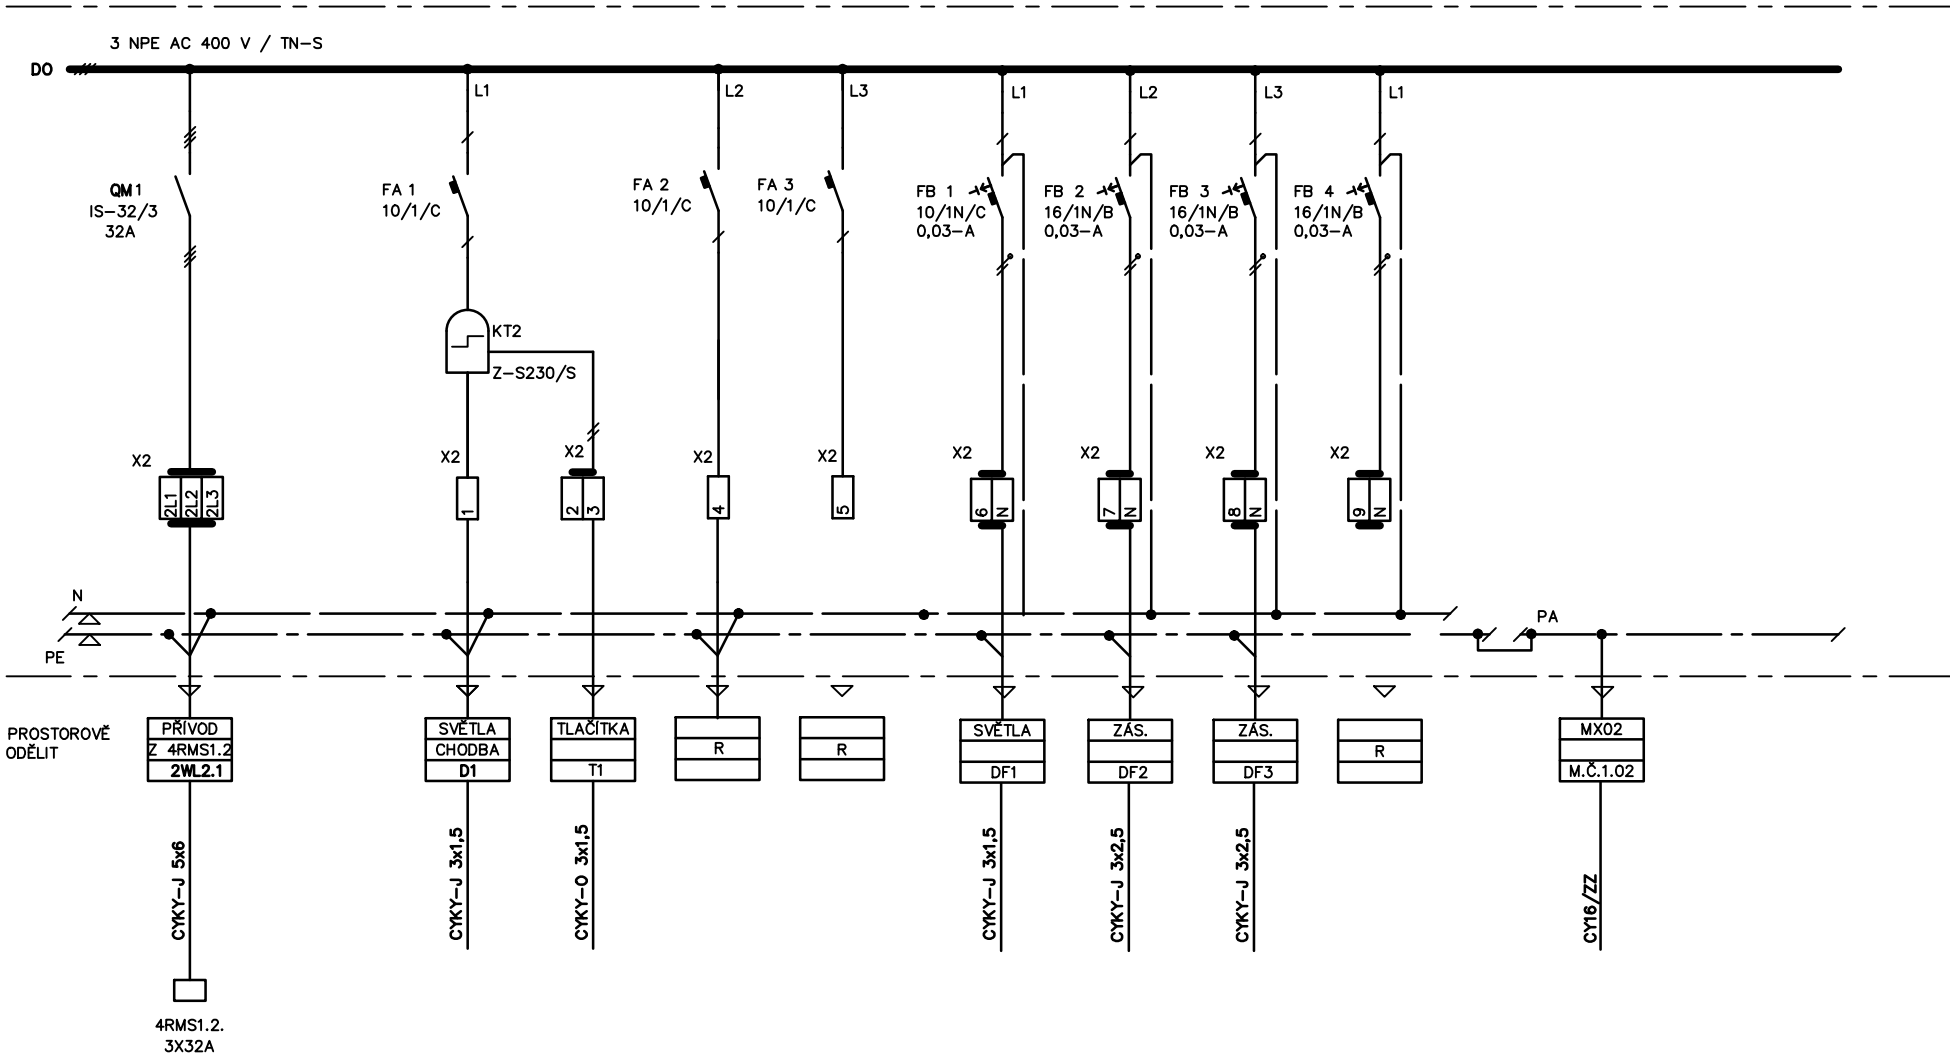 3 NPE AC 400 V / TN-S
DO
L1
L2
L3
L1
L2
L3
L1
QM1
IS-32/3
32A
FA 1
10/1/C
FA 2
10/1/C
FA 3
10/1/C
FB 1
10/1N/C
0,03-A
FB 2
16/1N/B
0,03-A
FB 3
16/1N/B
0,03-A
FB 4
16/1N/B
0,03-A
KT2
Z-S230/S
X2
X2
X2
X2
X2
X2
X2
X2
X2
2L1
2L2
2L3
1
2
3
4
5
6
N
7
N
8
N
9
N
N
PE
PA
PROSTOROVĚ
ODĚLIT
PŘÍVOD
Z 4RMS1.2
2WL2.1
SVĚTLA
CHODBA
D1
TLAČÍTKA
T1
R
R
SVĚTLA
DF1
ZÁS.
DF2
ZÁS.
DF3
R
MX02
M.Č.1.02
CYKY-J 5x6
CYKY-J 3x1,5
CYKY-O 3x1,5
CYKY-J 3x1,5
CYKY-J 3x2,5
CYKY-J 3x2,5
CY16/ZZ
4RMS1.2.
3X32A